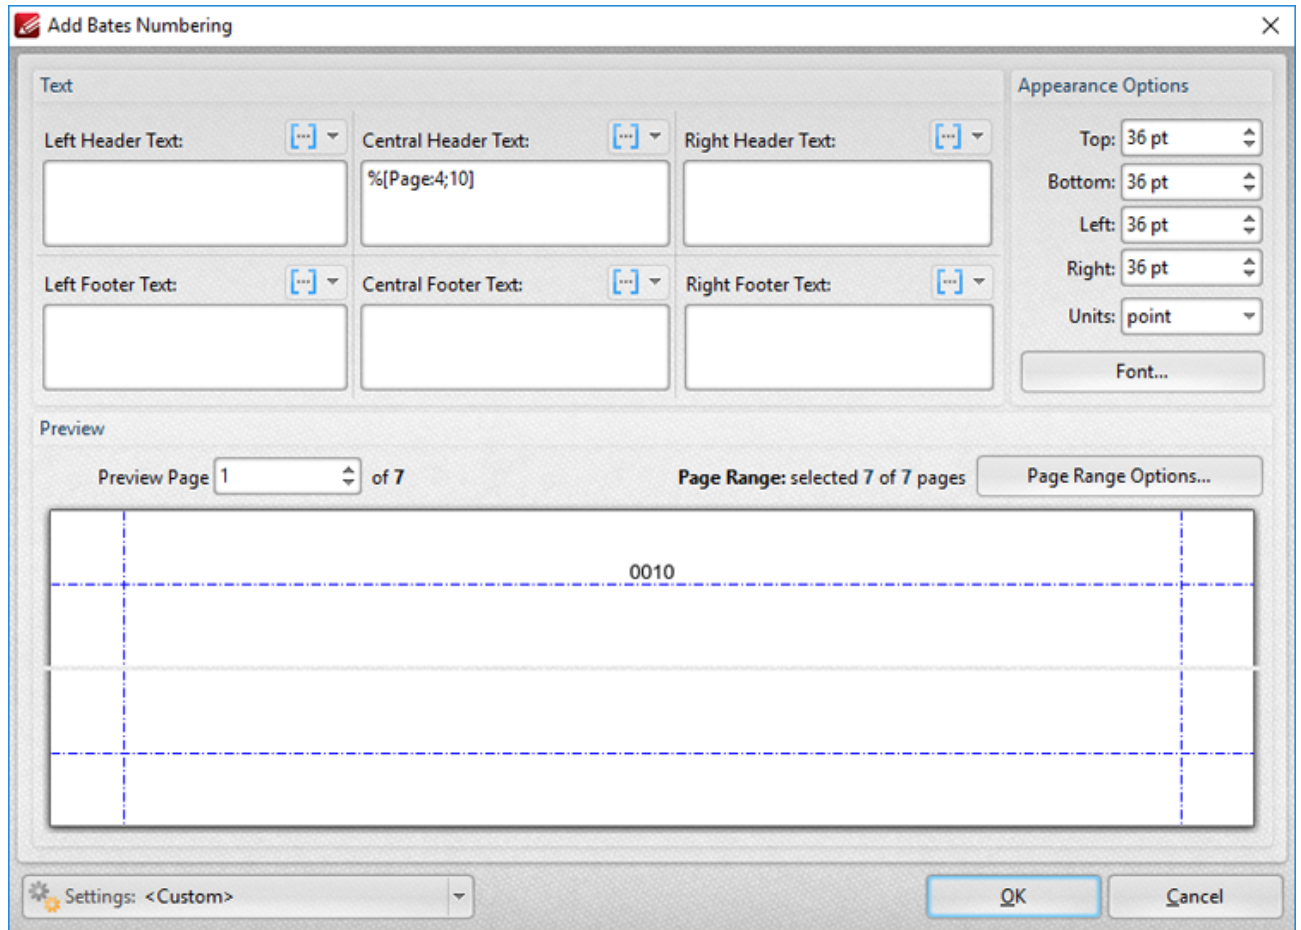 Add Bates Numbering
Text
Left Header Text:
Central Header Text:
Right Header Text:
%[Page:4;10]
Left Footer Text:
Central Footer Text:
Right Footer Text:
Appearance Options
Top: 36 pt
Bottom: 36 pt
Left: 36 pt
Right: 36 pt
Units: point
Font...
Preview
Preview Page 1 of 7
Page Range: selected 7 of 7 pages
Page Range Options...
0010
Settings: <Custom>
OK
Cancel